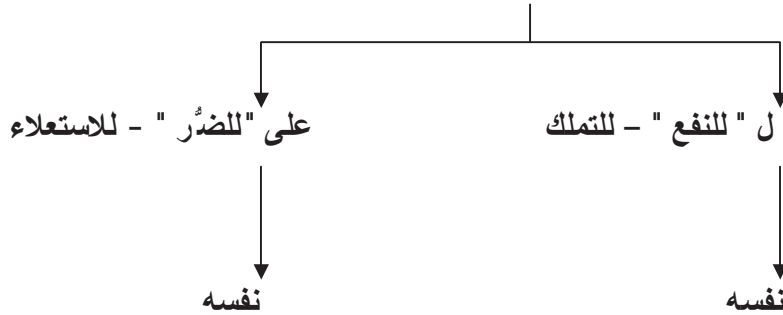 ل " للنفع " – للتملك
على "للضُّر " - للاستعلاء
نفسه
نفسه